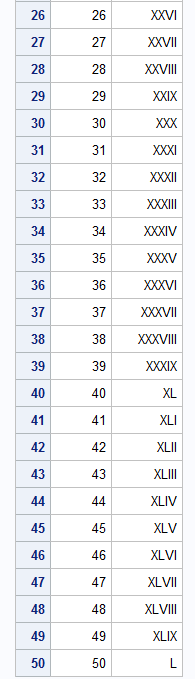 26 26 XXVI
27 27 XXVII
28 28 XXVIII
29 29 XXIX
30 30 XXX
31 31 XXXI
32 32 XXXII
33 33 XXXIII
34 34 XXXIV
35 35 XXXV
36 36 XXXVI
37 37 XXXVII
38 38 XXXVIII
39 39 XXXIX
40 40 XL
41 41 XLI
42 42 XLII
43 43 XLIII
44 44 XLIV
45 45 XLV
46 46 XLVI
47 47 XLVII
48 48 XLVIII
49 49 XLIX
50 50 L